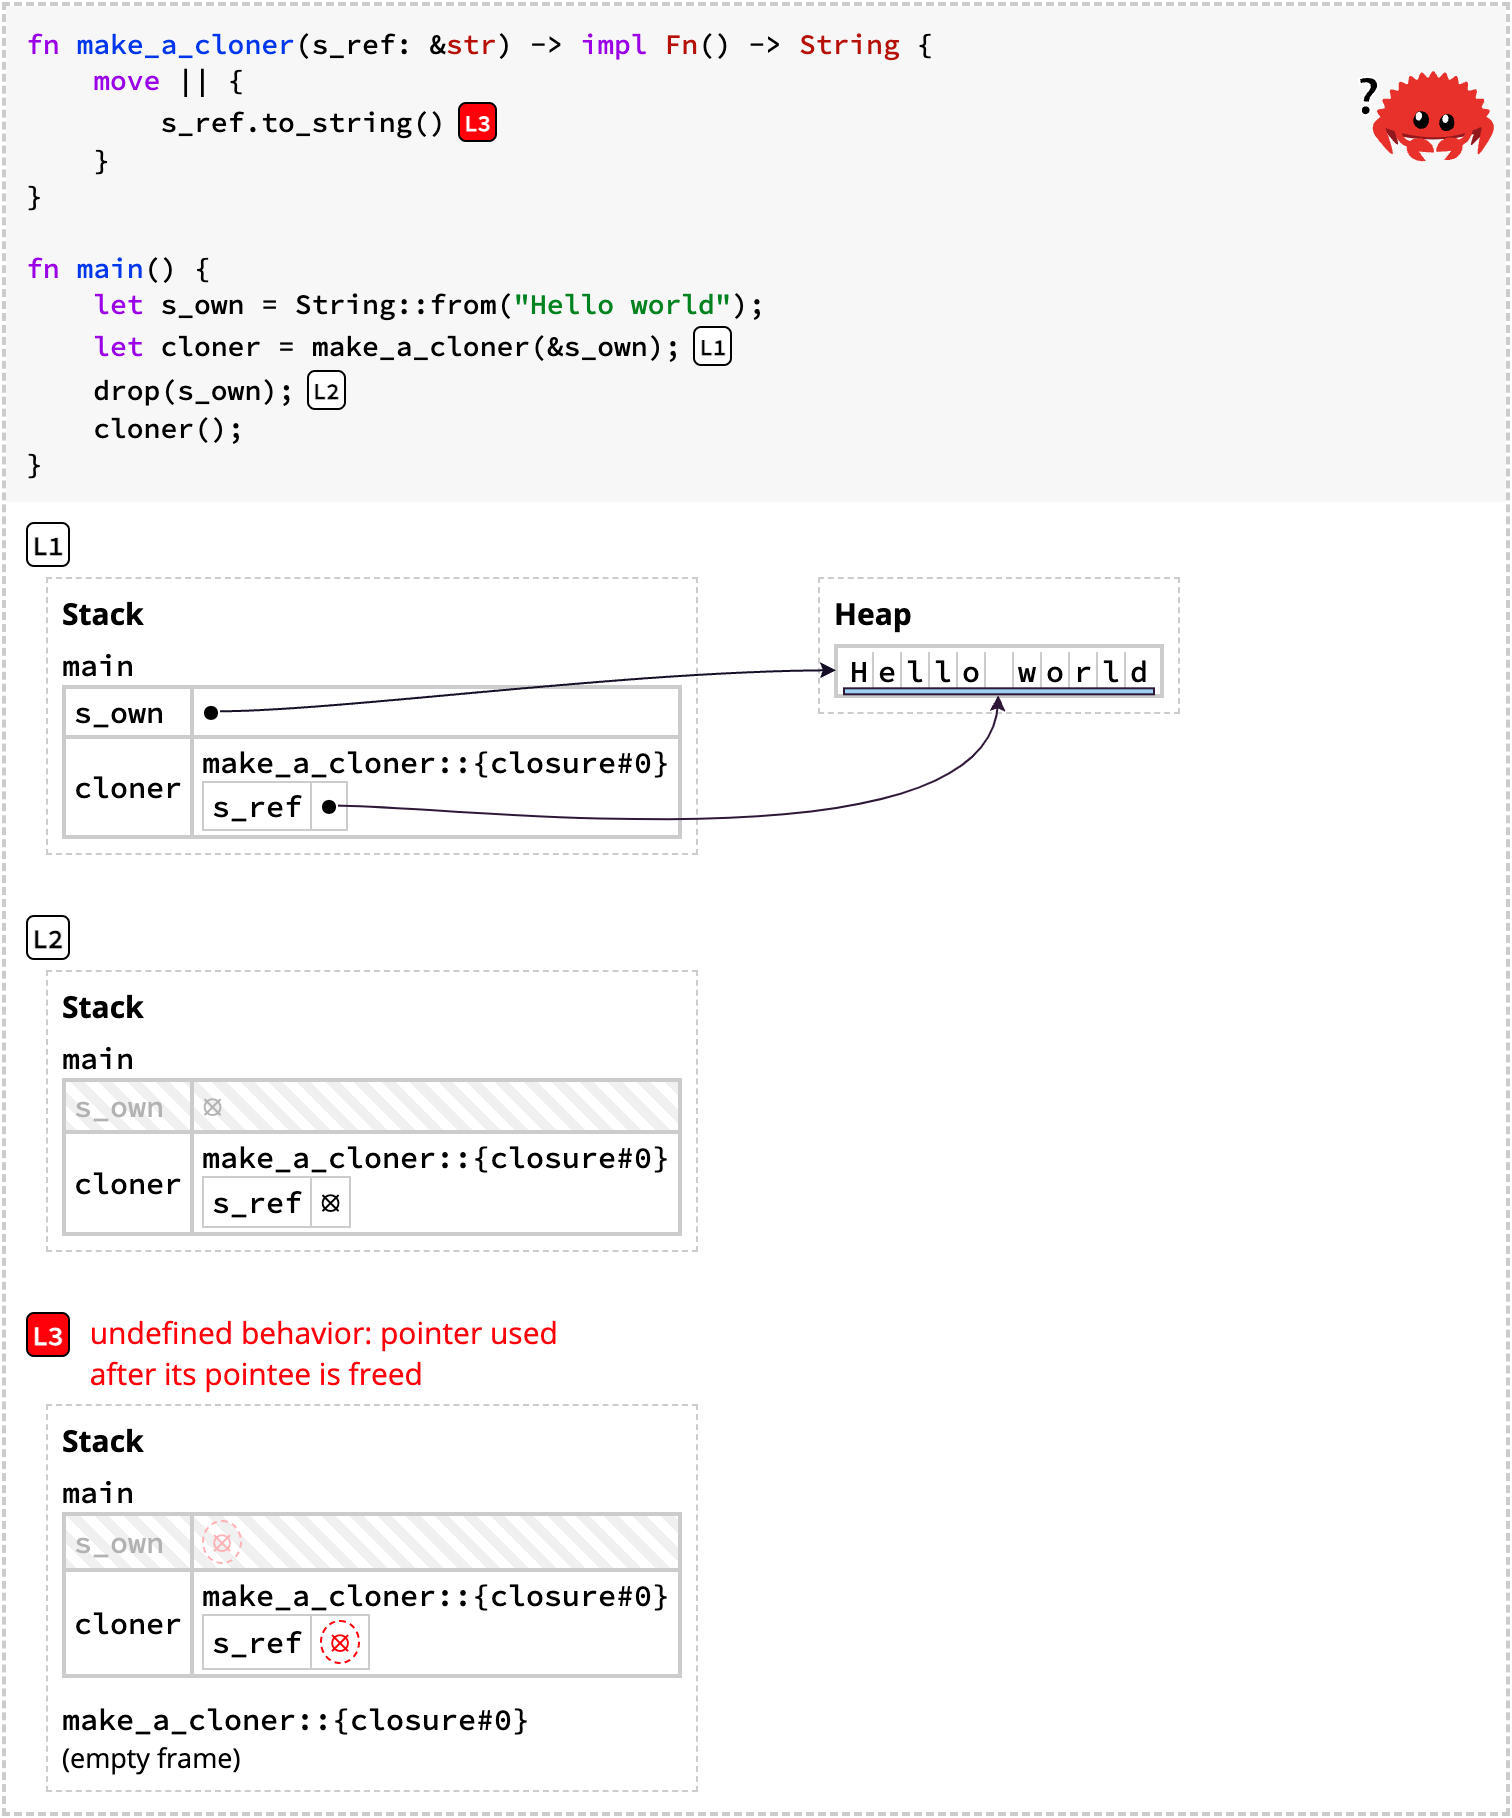 fn make_a_cloner(s_ref: &str) -> impl Fn() -> String {
    move || {
        s_ref.to_string() L3
    }
}
?
fn main() {
    let s_own = String::from("Hello world");
    let cloner = make_a_cloner(&s_own); L1
    drop(s_own); L2
    cloner();
}
L1
Stack
main
s_own
cloner
make_a_cloner::{closure#0}
s_ref
Heap
Hello world
L2
Stack
main
s_own
cloner
make_a_cloner::{closure#0}
s_ref
L3 undefined behavior: pointer used
after its pointee is freed
Stack
main
s_own
cloner
make_a_cloner::{closure#0}
s_ref
make_a_cloner::{closure#0}
(empty frame)